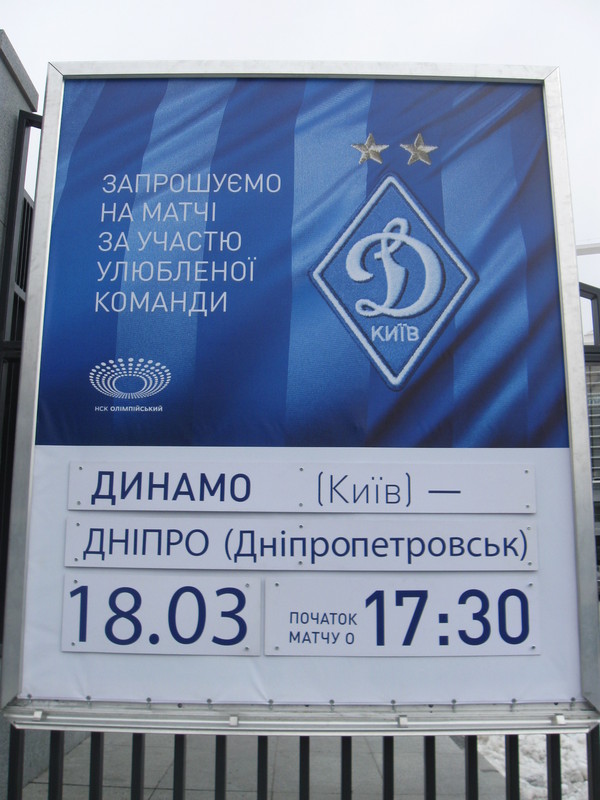 ЗАПРОШУЄМО
НА МАТЧІ
ЗА УЧАСТЮ
УЛЮБЛЕНОЇ
КОМАНДИ
Д
КИЇВ
НСК ОЛІМПІЙСЬКИЙ
ДИНАМО (Київ) —
ДНІПРО (Дніпропетровськ)
18.03
ПОЧАТОК
МАТЧУ О
17:30